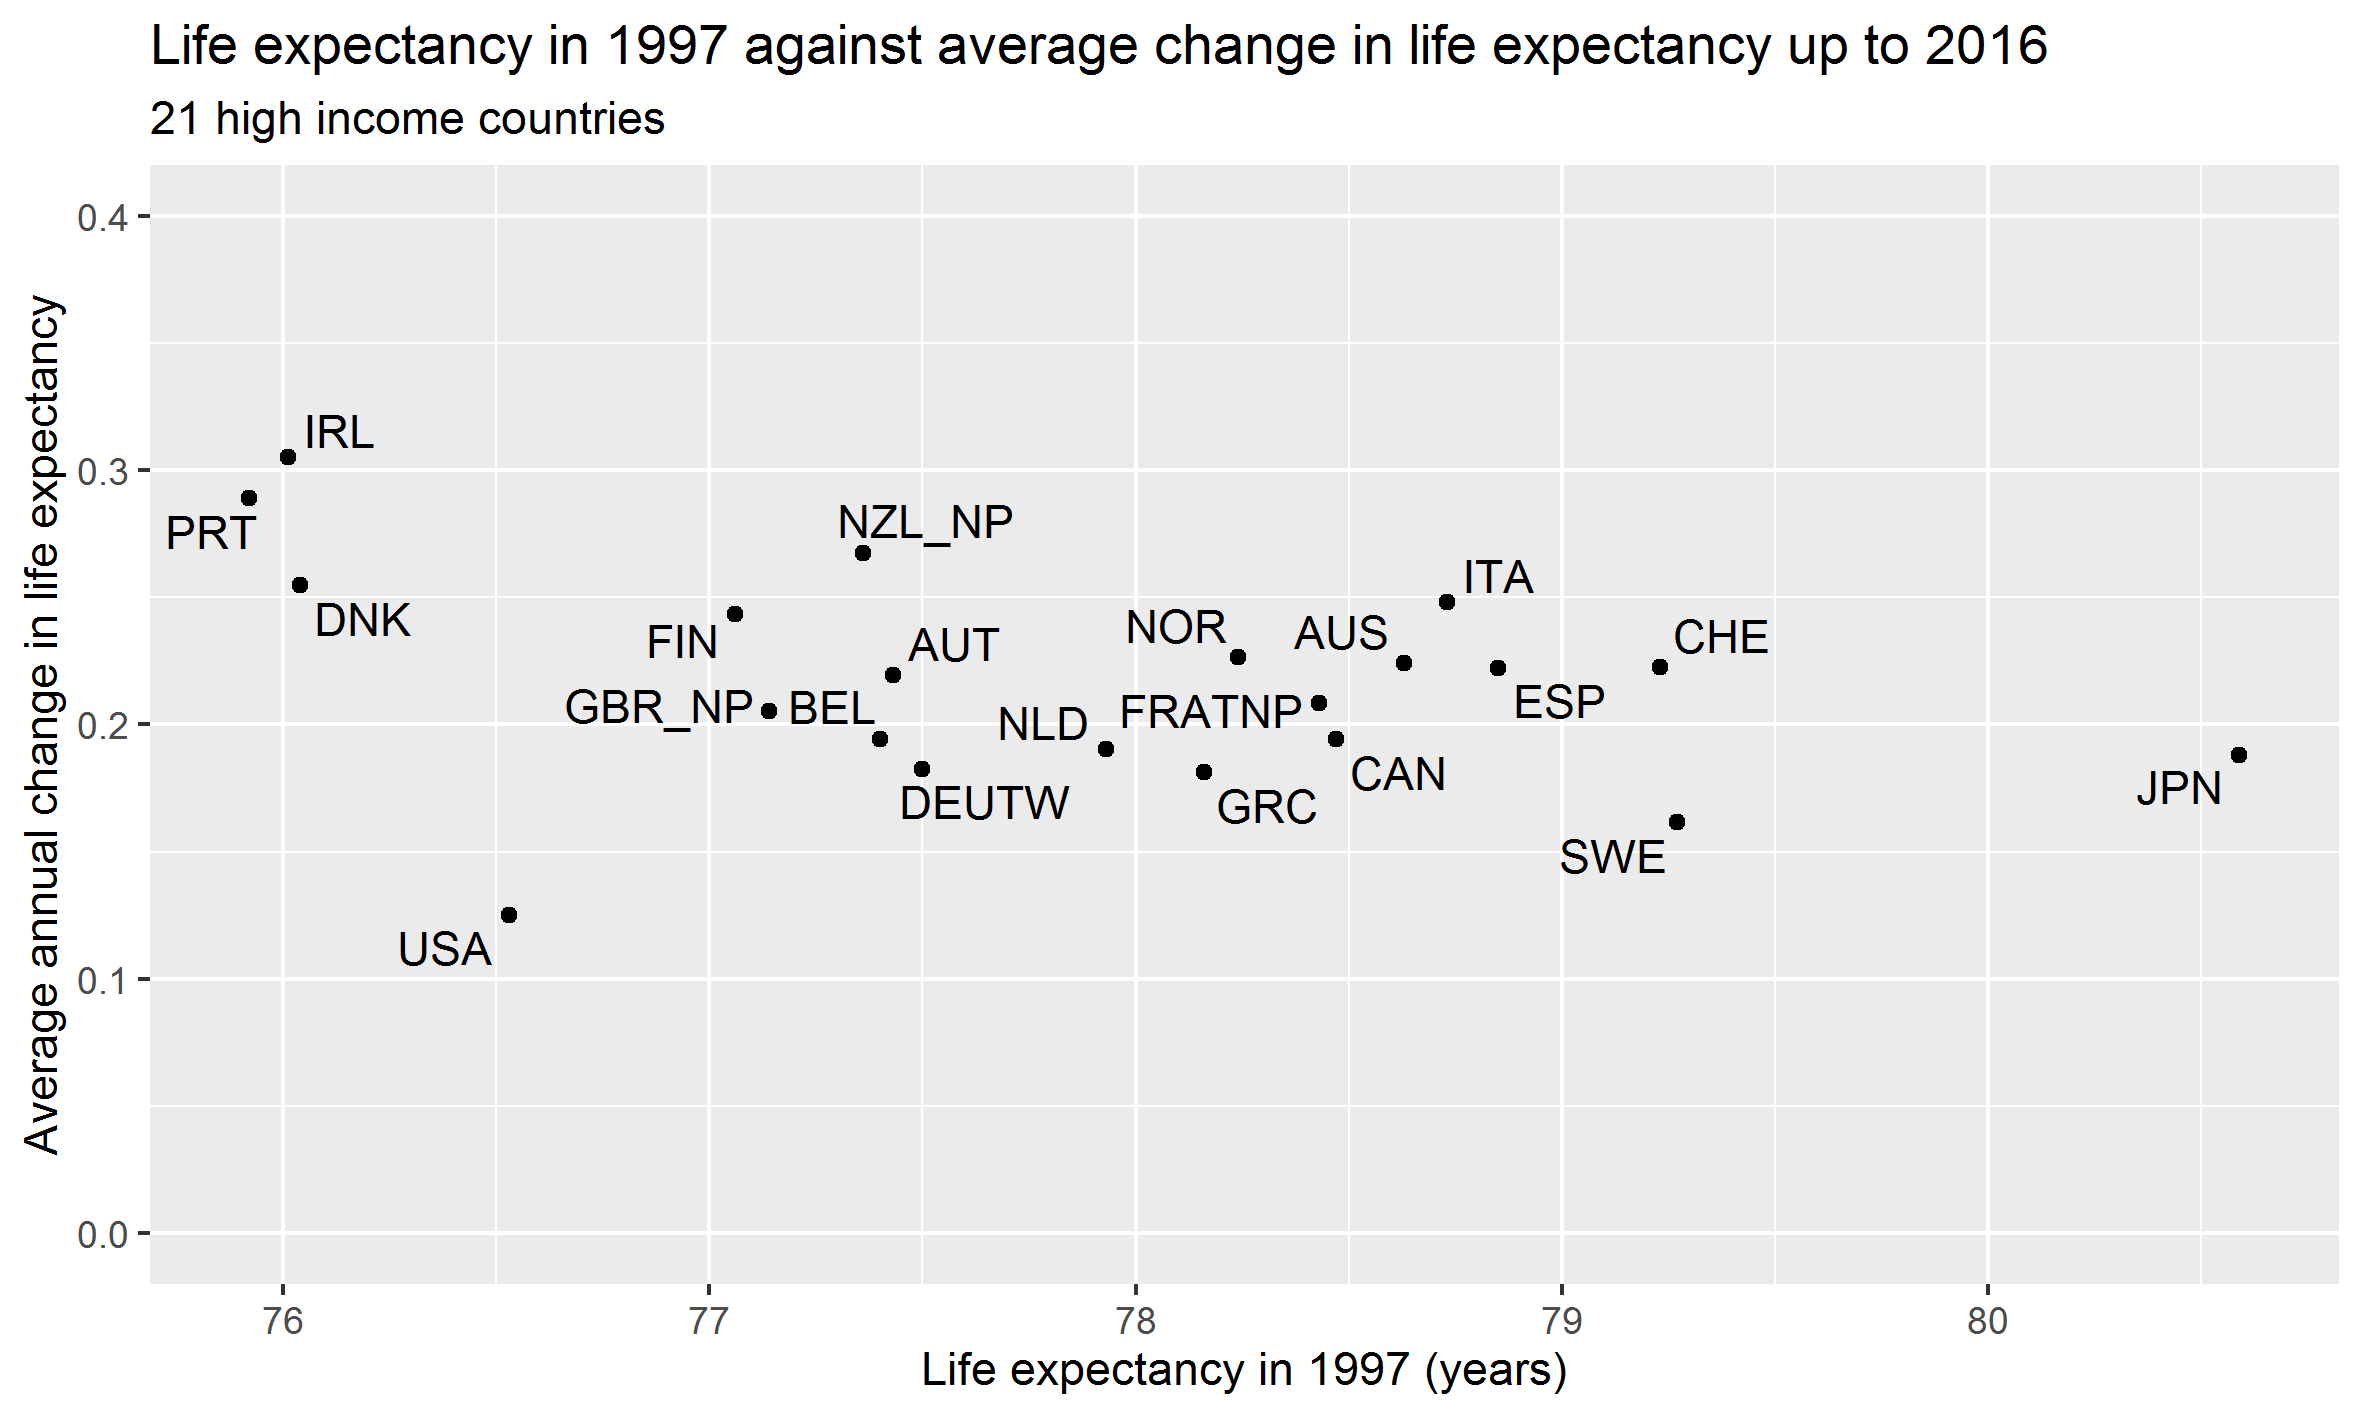 Life expectancy in 1997 against average change in life expectancy up to 2016
21 high income countries
Average annual change in life expectancy
0.4
0.3
0.2
0.1
0.0
IRL
PRT
NZL_NP
DNK
ITA
FIN
NOR
AUS
CHE
AUT
GBR_NP
BEL
NLD
FRATNP
ESP
DEUTW
GRC
CAN
JPN
SWE
USA
76
77
78
79
80
Life expectancy in 1997 (years)